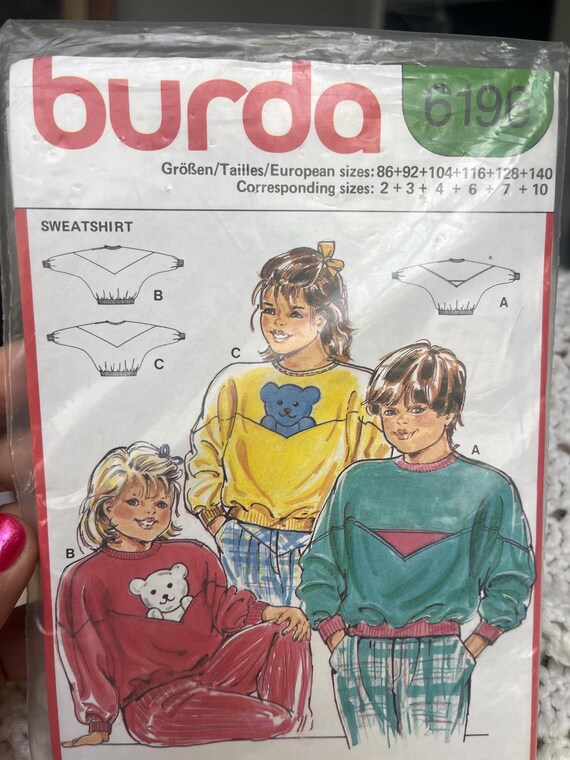 burda
6196
Größen/Tailles/European sizes: 86+92+104+116+128+140
Corresponding sizes: 2 + 3 + 4 + 6 + 7 + 10
SWEATSHIRT
B
A
C
C
A
B